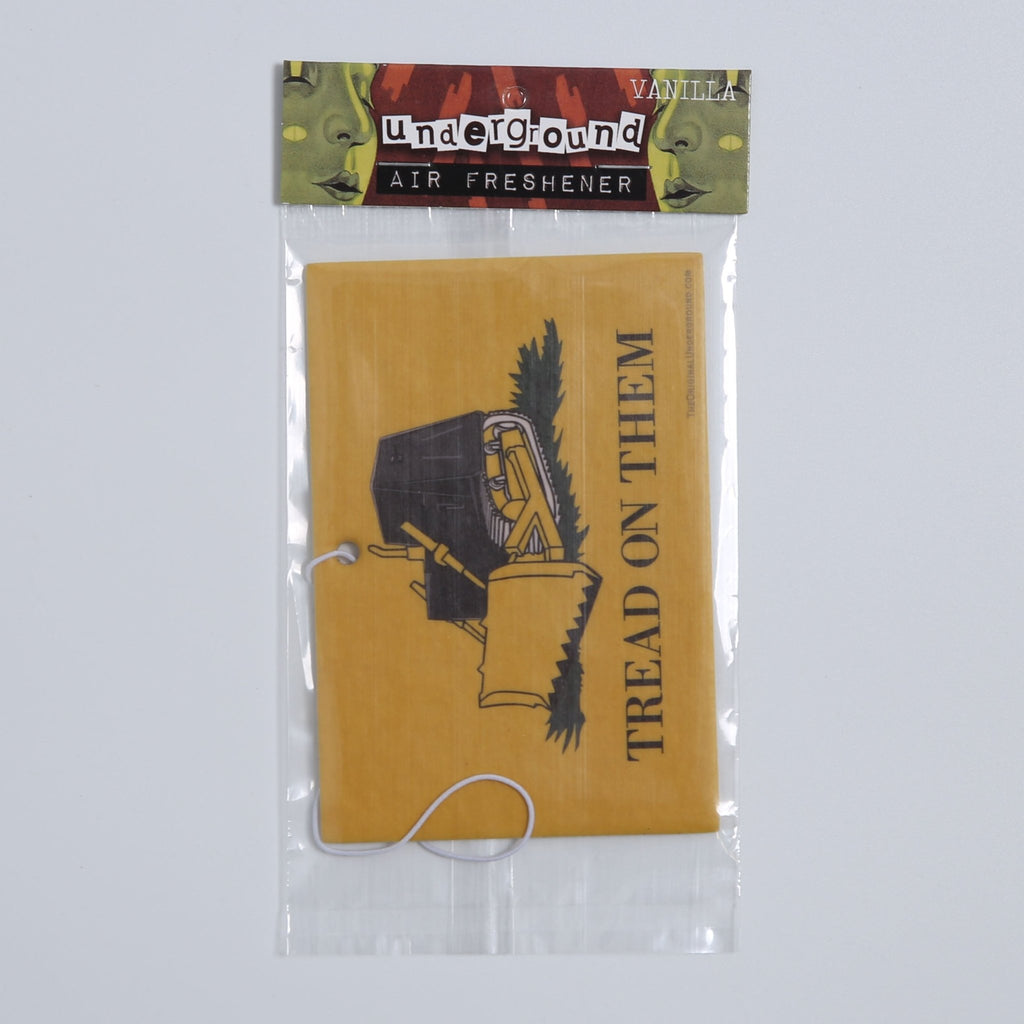 VANILLA
underground
AIR FRESHENER
TREAD ON THEM
THEORIGINALUNDERGROUND.COM